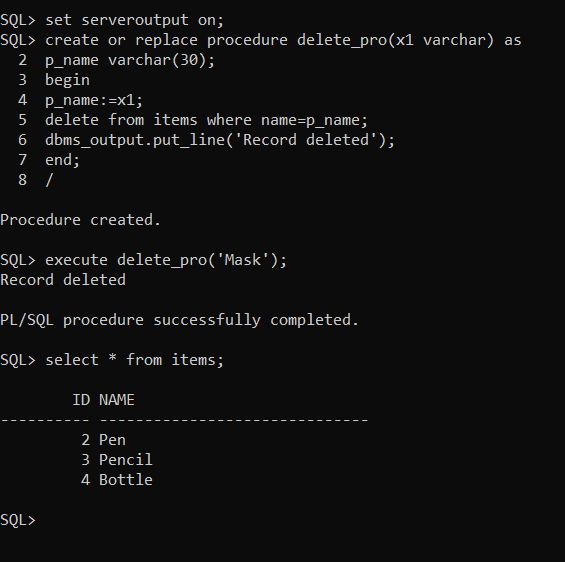 SQL> set serveroutput on;
SQL> create or replace procedure delete_pro(x1 varchar) as
  2  p_name varchar(30);
  3  begin
  4  p_name:=x1;
  5  delete from items where name=p_name;
  6  dbms_output.put_line('Record deleted');
  7  end;
  8  /
Procedure created.
SQL> execute delete_pro('Mask');
Record deleted
PL/SQL procedure successfully completed.
SQL> select * from items;
        ID NAME
---------- ------------------------------
         2 Pen
         3 Pencil
         4 Bottle
SQL>